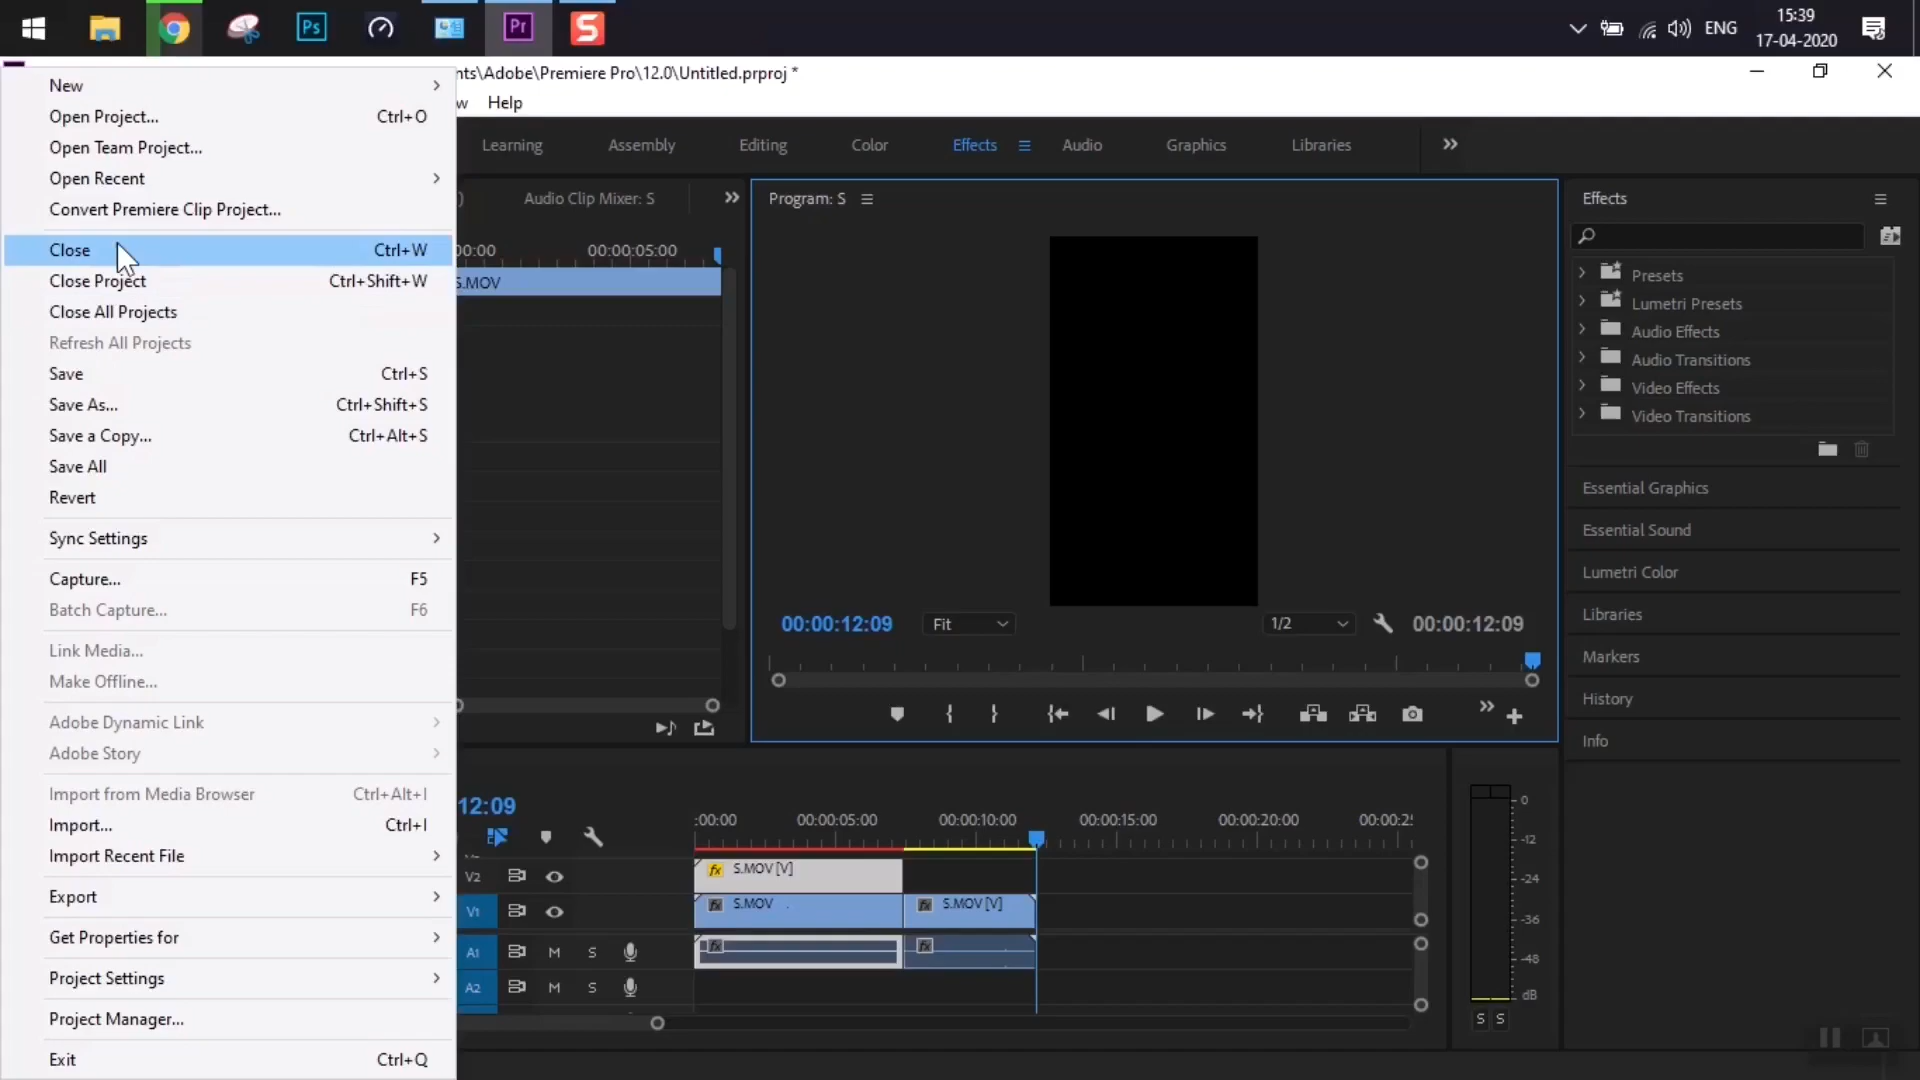 Ps
Pr
S
ENG
15:39
17-04-2020
nts\Adobe\Premiere Pro\12.0\Untitled.prproj *
w Help
New
Open Project... Ctrl+O
Open Team Project...
Open Recent
Convert Premiere Clip Project...
Close Ctrl+W
Close Project Ctrl+Shift+W
Close All Projects
Refresh All Projects
Save Ctrl+S
Save As... Ctrl+Shift+S
Save a Copy... Ctrl+Alt+S
Save All
Revert
Sync Settings
Capture... F5
Batch Capture... F6
Link Media...
Make Offline...
Adobe Dynamic Link
Adobe Story
Import from Media Browser Ctrl+Alt+I
Import... Ctrl+I
Import Recent File
Export
Get Properties for
Project Settings
Project Manager...
Exit Ctrl+Q
Learning Assembly Editing Color Effects Audio Graphics Libraries
Audio Clip Mixer: S
00:00 00:00:05:00
S.MOV
Program: S
00:00:12:09 Fit 1/2 00:00:12:09
Effects
Presets
Lumetri Presets
Audio Effects
Audio Transitions
Video Effects
Video Transitions
Essential Graphics
Essential Sound
Lumetri Color
Libraries
Markers
History
Info
12:09
:00:00 00:00:05:00 00:00:10:00 00:00:15:00 00:00:20:00 00:00:25:
V2 fx S.MOV [V]
V1 fx S.MOV fx S.MOV [V]
A1 M S fx fx
A2 M S
0
-12
-24
-36
-48
dB
S S